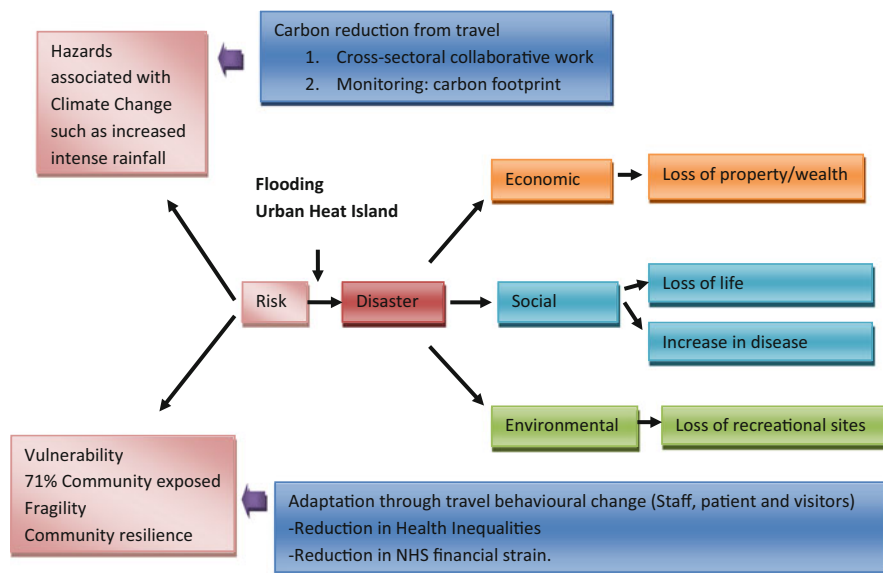 Hazards
associated with
Climate Change
such as increased
intense rainfall
Carbon reduction from travel
1. Cross-sectoral collaborative work
2. Monitoring: carbon footprint
Flooding
Urban Heat Island
Economic
Loss of property/wealth
Risk
Disaster
Social
Loss of life
Increase in disease
Environmental
Loss of recreational sites
Vulnerability
71% Community exposed
Fragility
Community resilience
Adaptation through travel behavioural change (Staff, patient and visitors)
-Reduction in Health Inequalities
-Reduction in NHS financial strain.